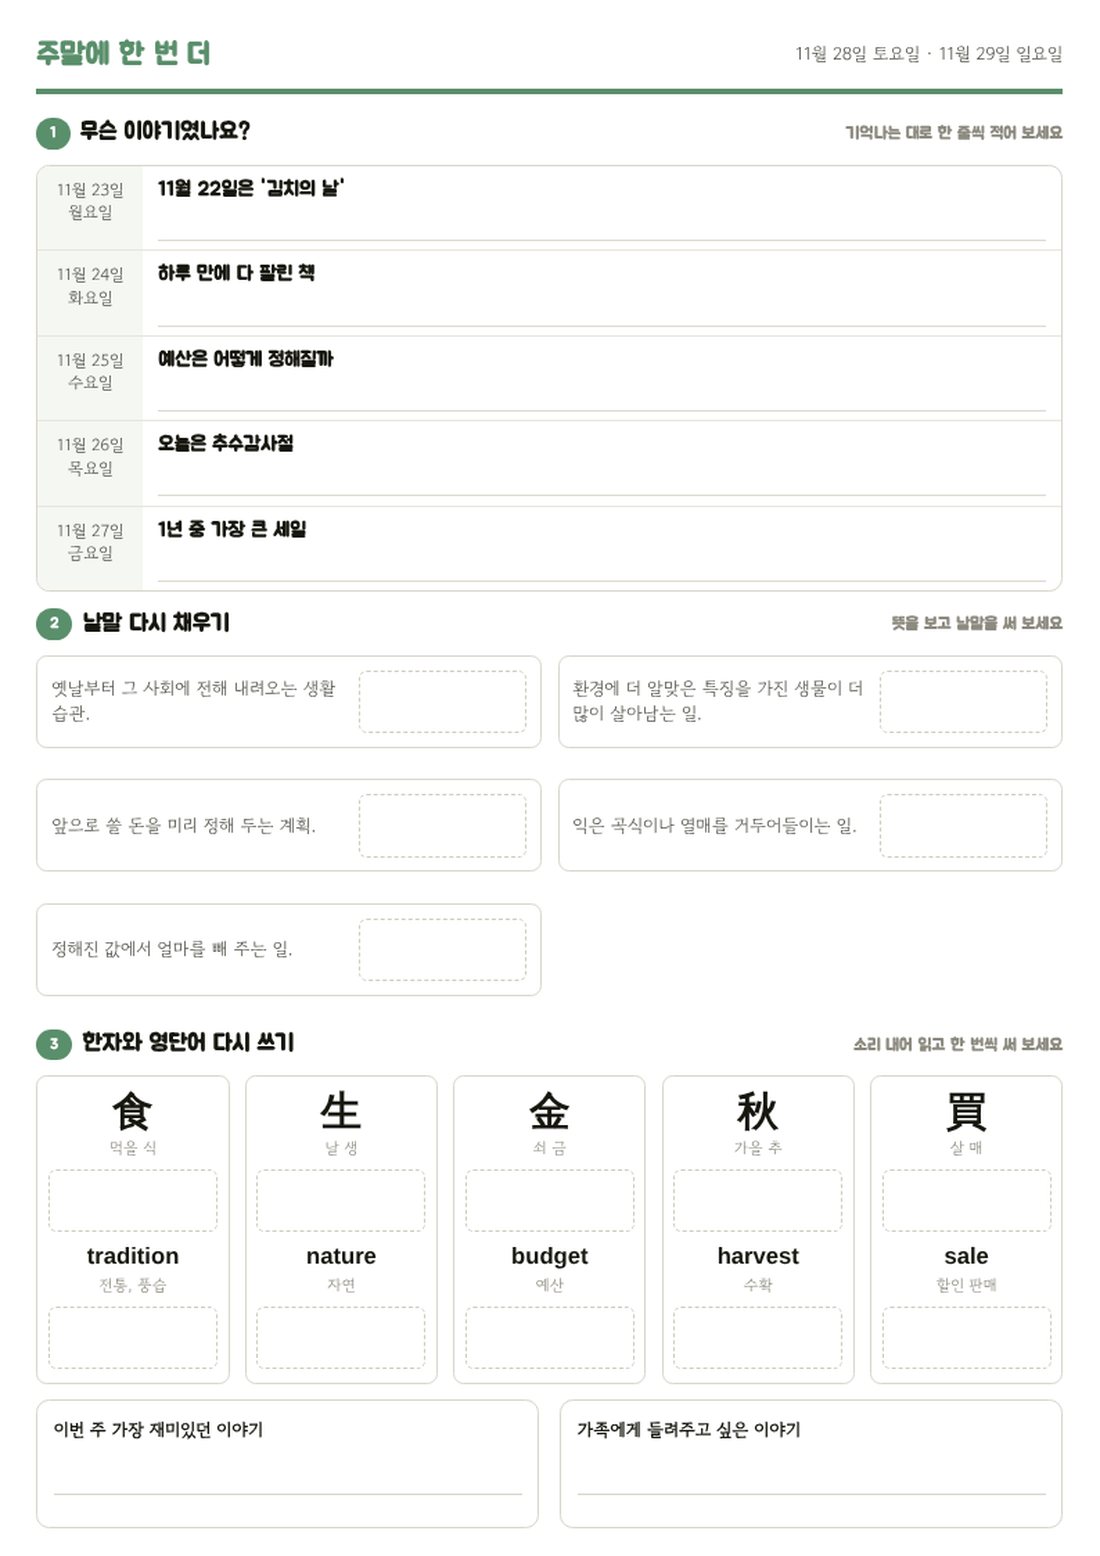 주말에 한 번 더
11월 28일 토요일 · 11월 29일 일요일
1 무슨 이야기였나요?
기억나는 대로 한 줄씩 적어 보세요
11월 23일
월요일
11월 22일은 '김치의 날'
11월 24일
화요일
하루 만에 다 팔린 책
11월 25일
수요일
예산은 어떻게 정해질까
11월 26일
목요일
오늘은 추수감사절
11월 27일
금요일
1년 중 가장 큰 세일
2 낱말 다시 채우기
뜻을 보고 낱말을 써 보세요
옛날부터 그 사회에 전해 내려오는 생활
습관.
환경에 더 알맞은 특징을 가진 생물이 더
많이 살아남는 일.
앞으로 쓸 돈을 미리 정해 두는 계획.
익은 곡식이나 열매를 거두어들이는 일.
정해진 값에서 얼마를 빼 주는 일.
3 한자와 영단어 다시 쓰기
소리 내어 읽고 한 번씩 써 보세요
食
먹을 식
tradition
전통, 풍습
生
날 생
nature
자연
金
쇠 금
budget
예산
秋
가을 추
harvest
수확
買
살 매
sale
할인 판매
이번 주 가장 재미있던 이야기
가족에게 들려주고 싶은 이야기